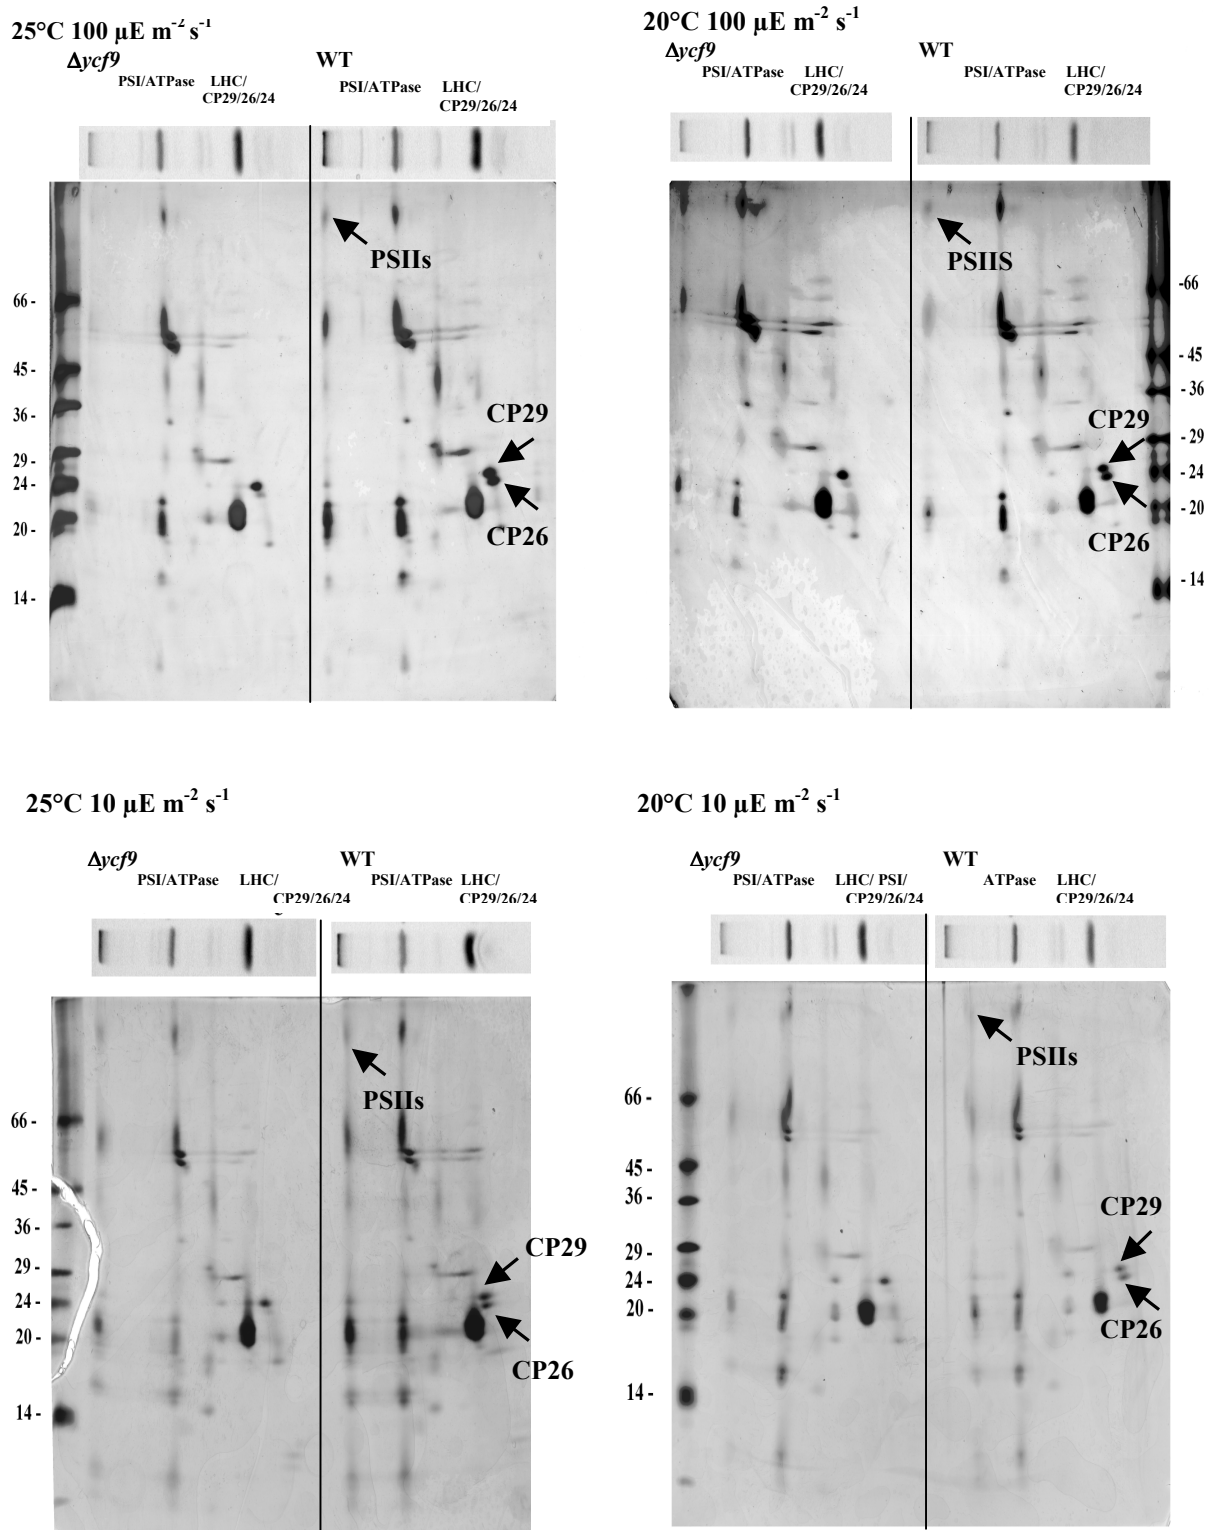 25°C 100 µE m⁻² s⁻¹
Δycf9
WT
PSI/ATPase
LHC/
CP29/26/24
PSI/ATPase
LHC/
CP29/26/24
PSIIs
66 -
45 -
36 -
29 -
24 -
20 -
14 -
CP29
CP26
20°C 100 µE m⁻² s⁻¹
Δycf9
WT
PSI/ATPase
LHC/
CP29/26/24
PSI/ATPase
LHC/
CP29/26/24
PSIIS
-66
- 45
- 36
- 29
- 24
- 20
- 14
CP29
CP26
25°C 10 µE m⁻² s⁻¹
Δycf9
WT
PSI/ATPase
LHC/
CP29/26/24
PSI/ATPase
LHC/
CP29/26/24
PSIIs
66 -
45 -
36 -
29 -
24 -
20 -
14 -
CP29
CP26
20°C 10 µE m⁻² s⁻¹
Δycf9
WT
PSI/ATPase
LHC/ PSI/
CP29/26/24
ATPase
LHC/
CP29/26/24
PSIIs
66 -
45 -
36 -
29 -
24 -
20 -
14 -
CP29
CP26